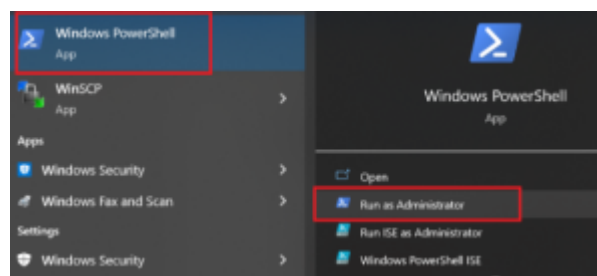 Windows PowerShell
App
WinSCP
App
Apps
Windows Security
Windows Fax and Scan
Settings
Windows Security
Windows PowerShell
App
Open
Run as Administrator
Run ISE as Administrator
Windows PowerShell ISE